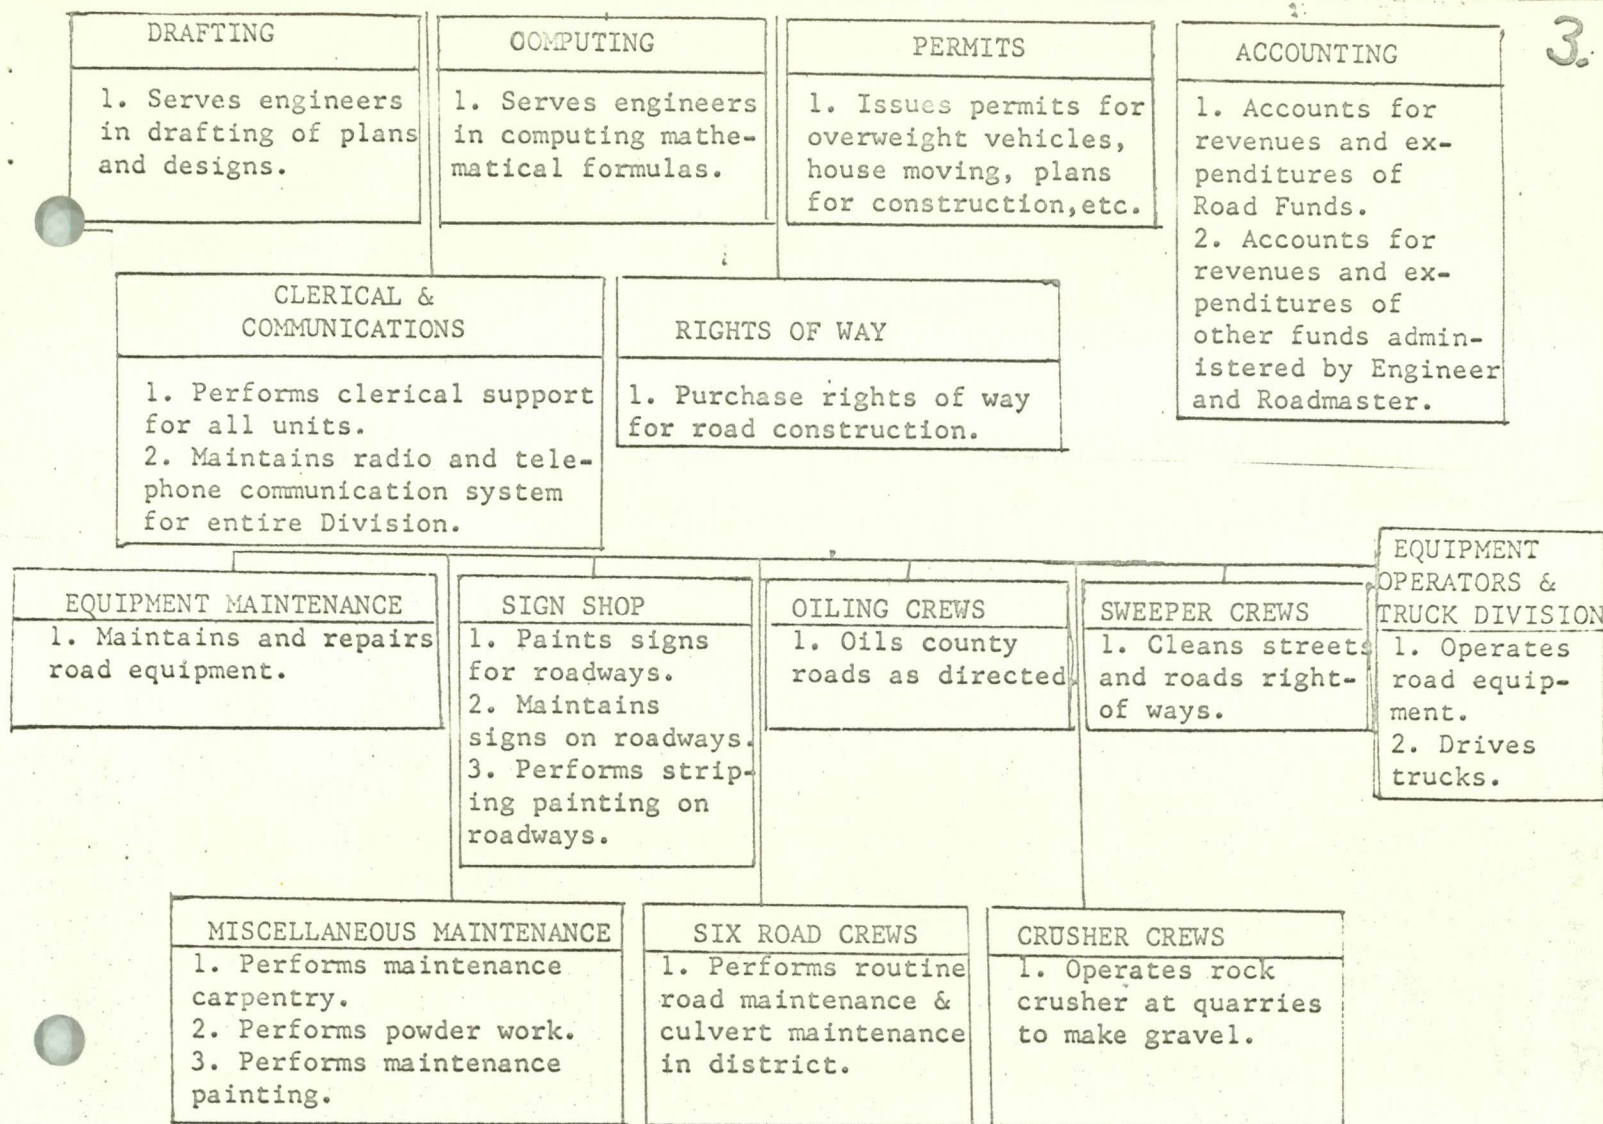 3.
DRAFTING
1. Serves engineers
in drafting of plans
and designs.
COMPUTING
1. Serves engineers
in computing mathe-
matical formulas.
PERMITS
1. Issues permits for
overweight vehicles,
house moving, plans
for construction,etc.
ACCOUNTING
1. Accounts for
revenues and ex-
penditures of
Road Funds.
2. Accounts for
revenues and ex-
penditures of
other funds admin-
istered by Engineer
and Roadmaster.
CLERICAL &
COMMUNICATIONS
1. Performs clerical support
for all units.
2. Maintains radio and tele-
phone communication system
for entire Division.
RIGHTS OF WAY
1. Purchase rights of way
for road construction.
EQUIPMENT MAINTENANCE
1. Maintains and repairs
road equipment.
SIGN SHOP
1. Paints signs
for roadways.
2. Maintains
signs on roadways.
3. Performs strip-
ing painting on
roadways.
OILING CREWS
1. Oils county
roads as directed
SWEEPER CREWS
1. Cleans streets
and roads right-
of ways.
EQUIPMENT
OPERATORS &
TRUCK DIVISION
1. Operates
road equip-
ment.
2. Drives
trucks.
MISCELLANEOUS MAINTENANCE
1. Performs maintenance
carpentry.
2. Performs powder work.
3. Performs maintenance
painting.
SIX ROAD CREWS
1. Performs routine
road maintenance &
culvert maintenance
in district.
CRUSHER CREWS
1. Operates rock
crusher at quarries
to make gravel.